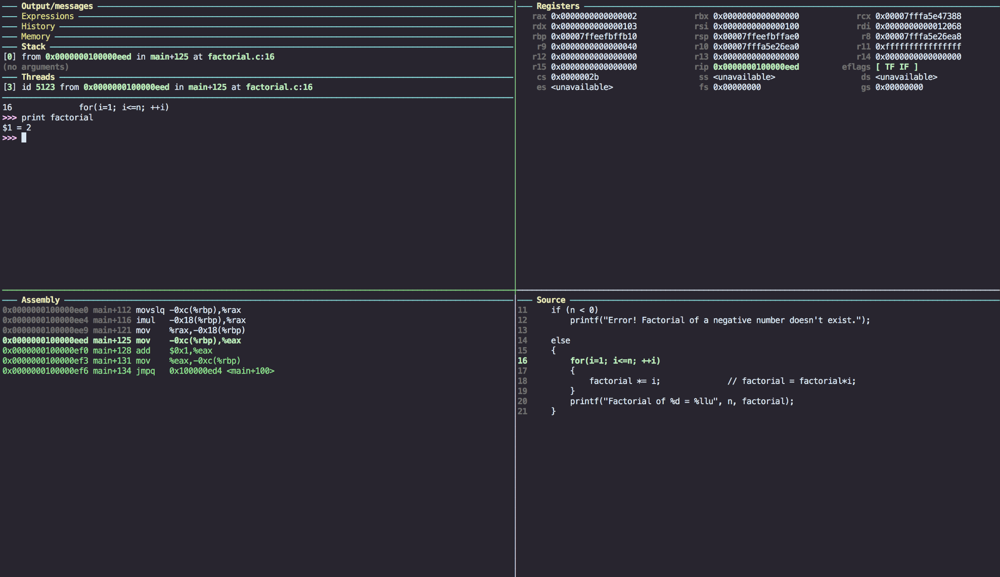 Output/messages
Expressions
History
Memory
Stack
[0] from 0x0000000100000eed in main+125 at factorial.c:16
(no arguments)
Threads
[3] id 5123 from 0x0000000100000eed in main+125 at factorial.c:16
16              for(i=1; i<=n; ++i)
>>> print factorial
$1 = 2
>>>
Registers
rax 0x0000000000000002 rbx 0x0000000000000000 rcx 0x00007fffa5e47388
rdx 0x0000000000000103 rsi 0x0000000000000100 rdi 0x0000000000012068
rbp 0x00007ffeefbffb10 rsp 0x00007ffeefbffae0 r8 0x00007fffa5e26ea8
r9 0x0000000000000040 r10 0x00007fffa5e26ea0 r11 0xffffffffffffffff
r12 0x0000000000000000 r13 0x0000000000000000 r14 0x0000000000000000
r15 0x0000000000000000 rip 0x0000000100000eed eflags [ TF IF ]
cs 0x0000002b ss <unavailable> ds <unavailable>
es <unavailable> fs 0x00000000 gs 0x00000000
Assembly
0x0000000100000ee0 main+112 movslq -0xc(%rbp),%rax
0x0000000100000ee4 main+116 imul   -0x18(%rbp),%rax
0x0000000100000ee9 main+121 mov    %rax,-0x18(%rbp)
0x0000000100000eed main+125 mov    -0xc(%rbp),%eax
0x0000000100000ef0 main+128 add    $0x1,%eax
0x0000000100000ef3 main+131 mov    %eax,-0xc(%rbp)
0x0000000100000ef6 main+134 jmpq   0x100000ed4 <main+100>
Source
11     if (n < 0)
12         printf("Error! Factorial of a negative number doesn't exist.");
13
14     else
15     {
16         for(i=1; i<=n; ++i)
17         {
18             factorial *= i;              // factorial = factorial*i;
19         }
20         printf("Factorial of %d = %llu", n, factorial);
21     }